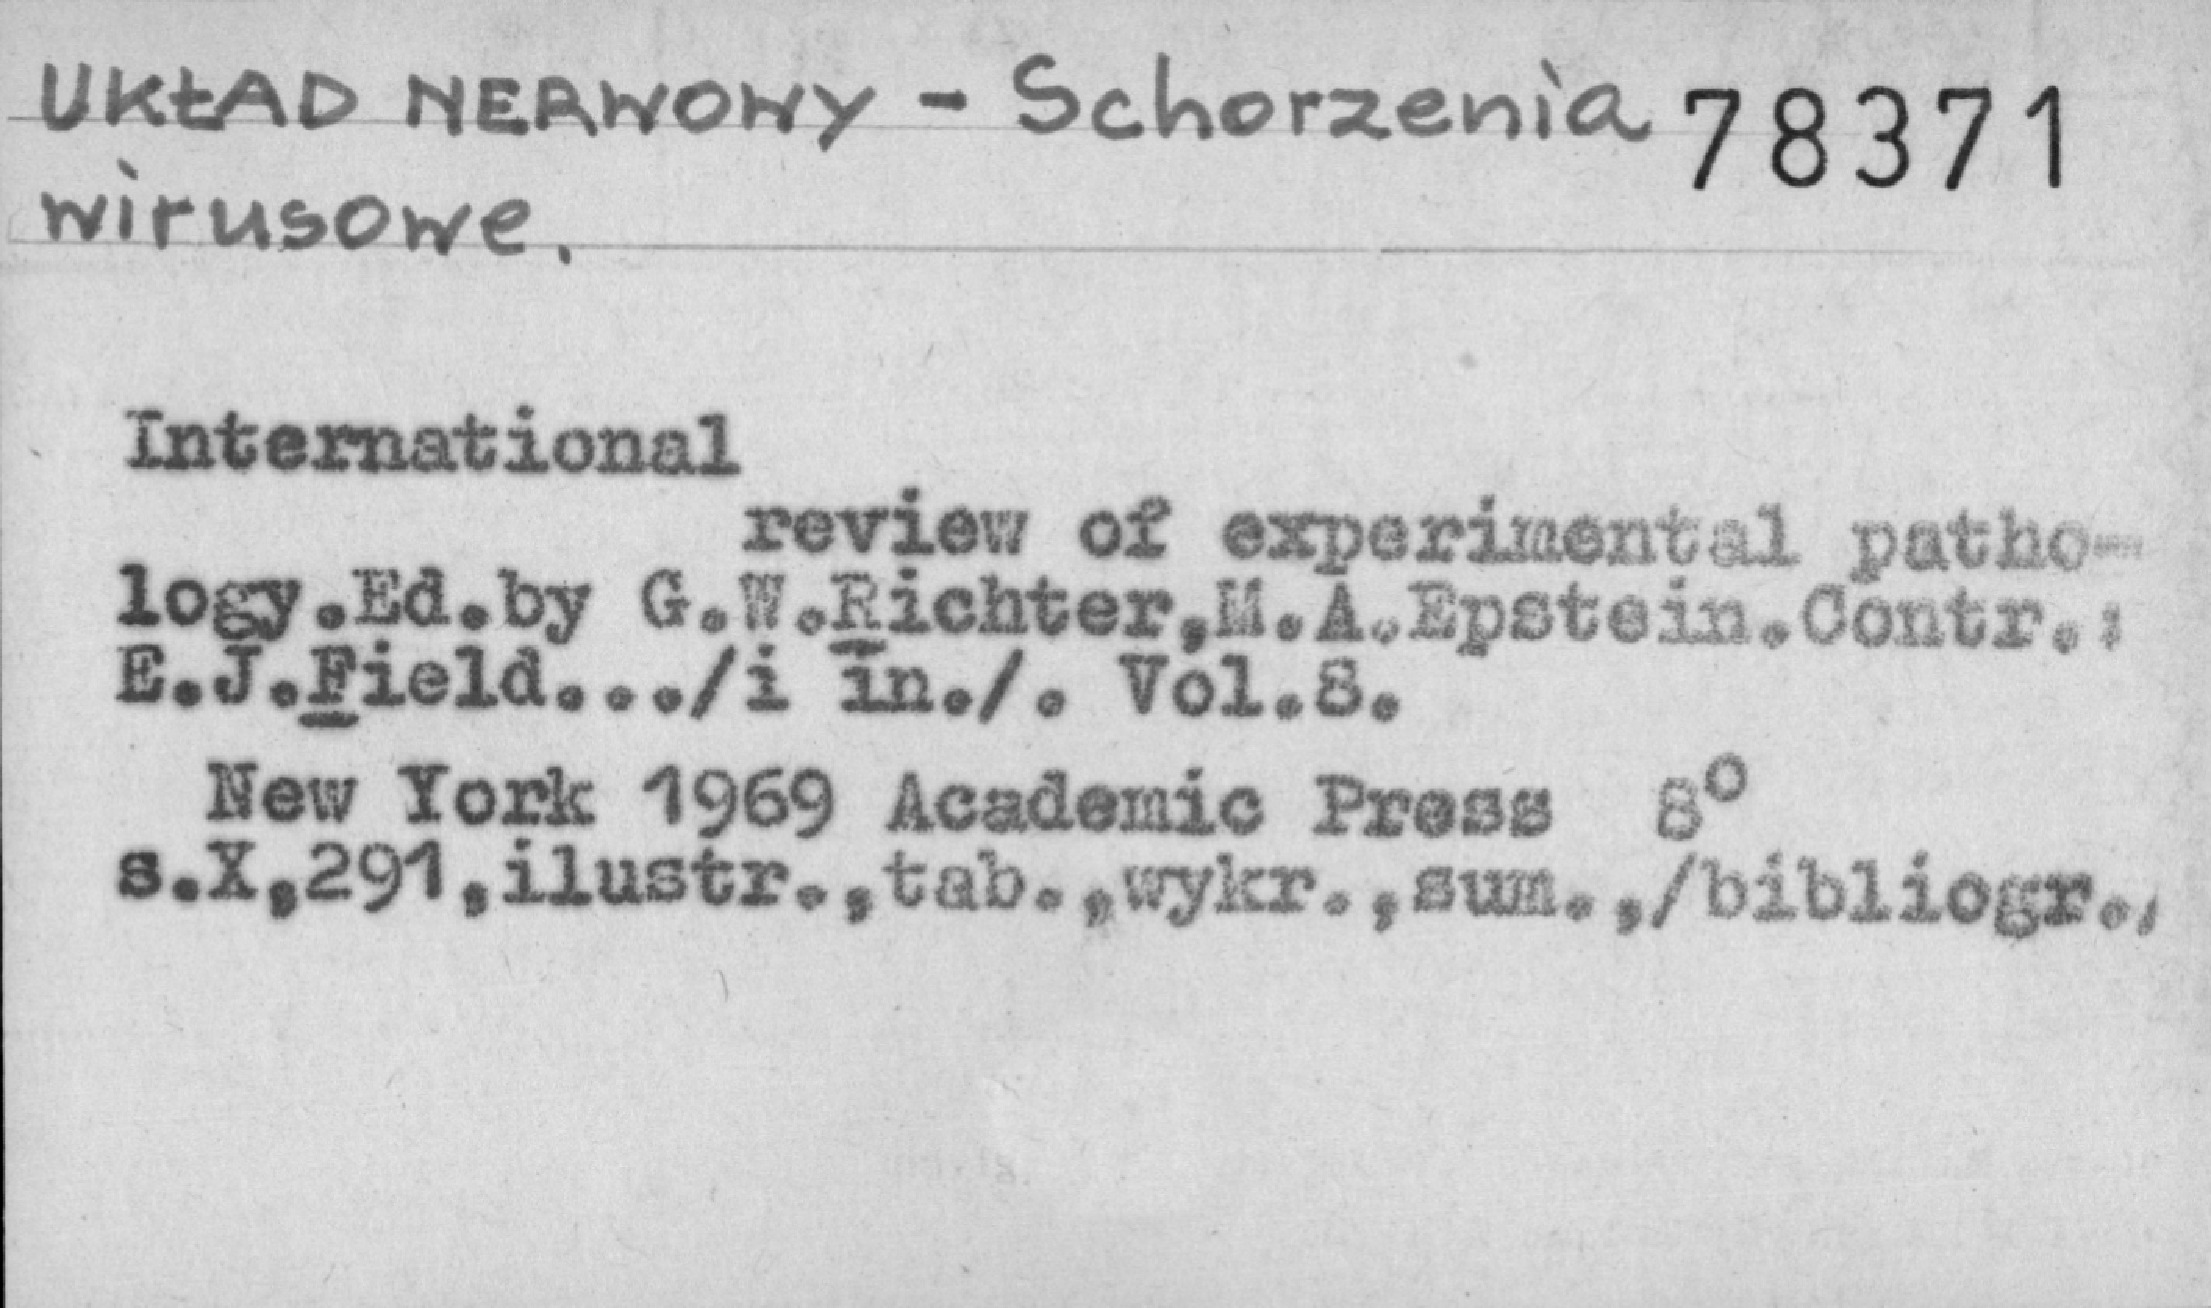 UKŁAD NERWOWY - Schorzenia 78371
wirusowe.
International
review of experimental patho-
logy.Ed.by G.W.Richter,M.A.Epstein.Contr.:
E.J.Field.../i in./. Vol.8.
New York 1969 Academic Press 8°
s.X,291,ilustr.,tab.,wykr.,sum.,/bibliogr./